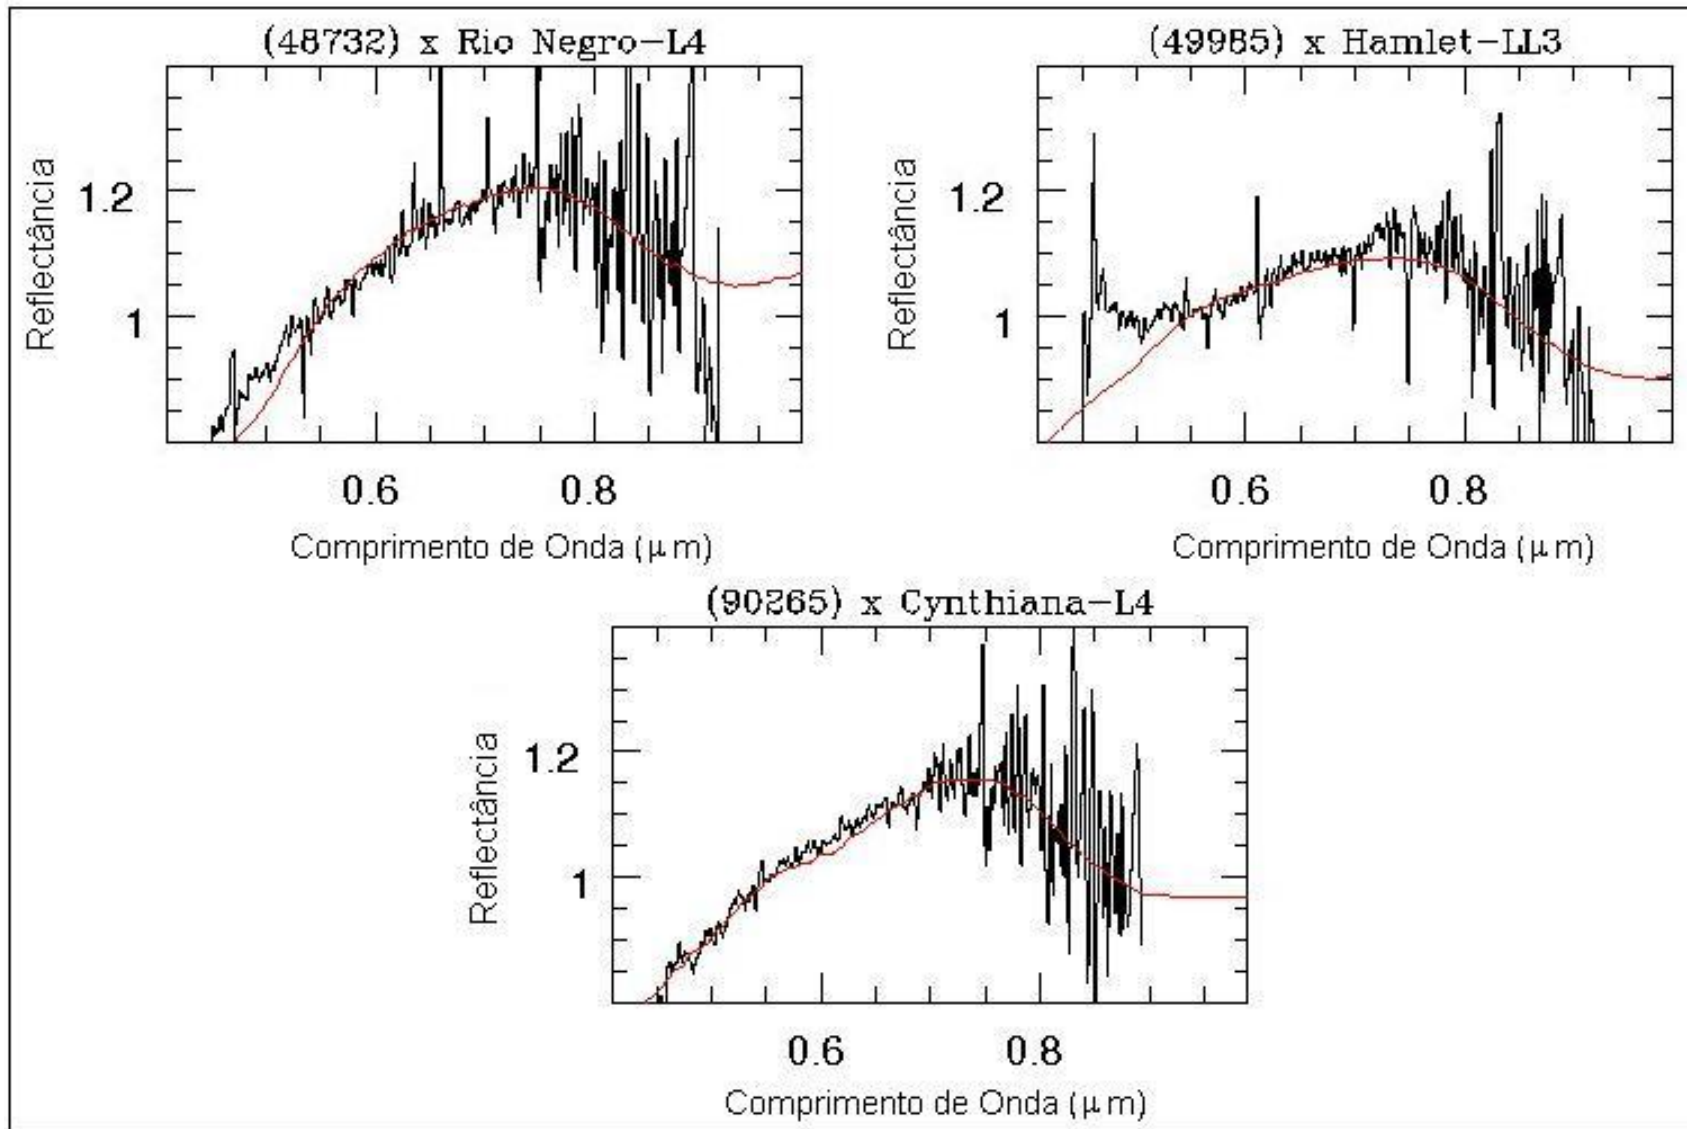 (48732) x Rio Negro-L4
Reflectância
1.2
1
0.6 0.8
Comprimento de Onda (μm)
(49985) x Hamlet-LL3
Reflectância
1.2
1
0.6 0.8
Comprimento de Onda (μm)
(90265) x Cynthiana-L4
Reflectância
1.2
1
0.6 0.8
Comprimento de Onda (μm)